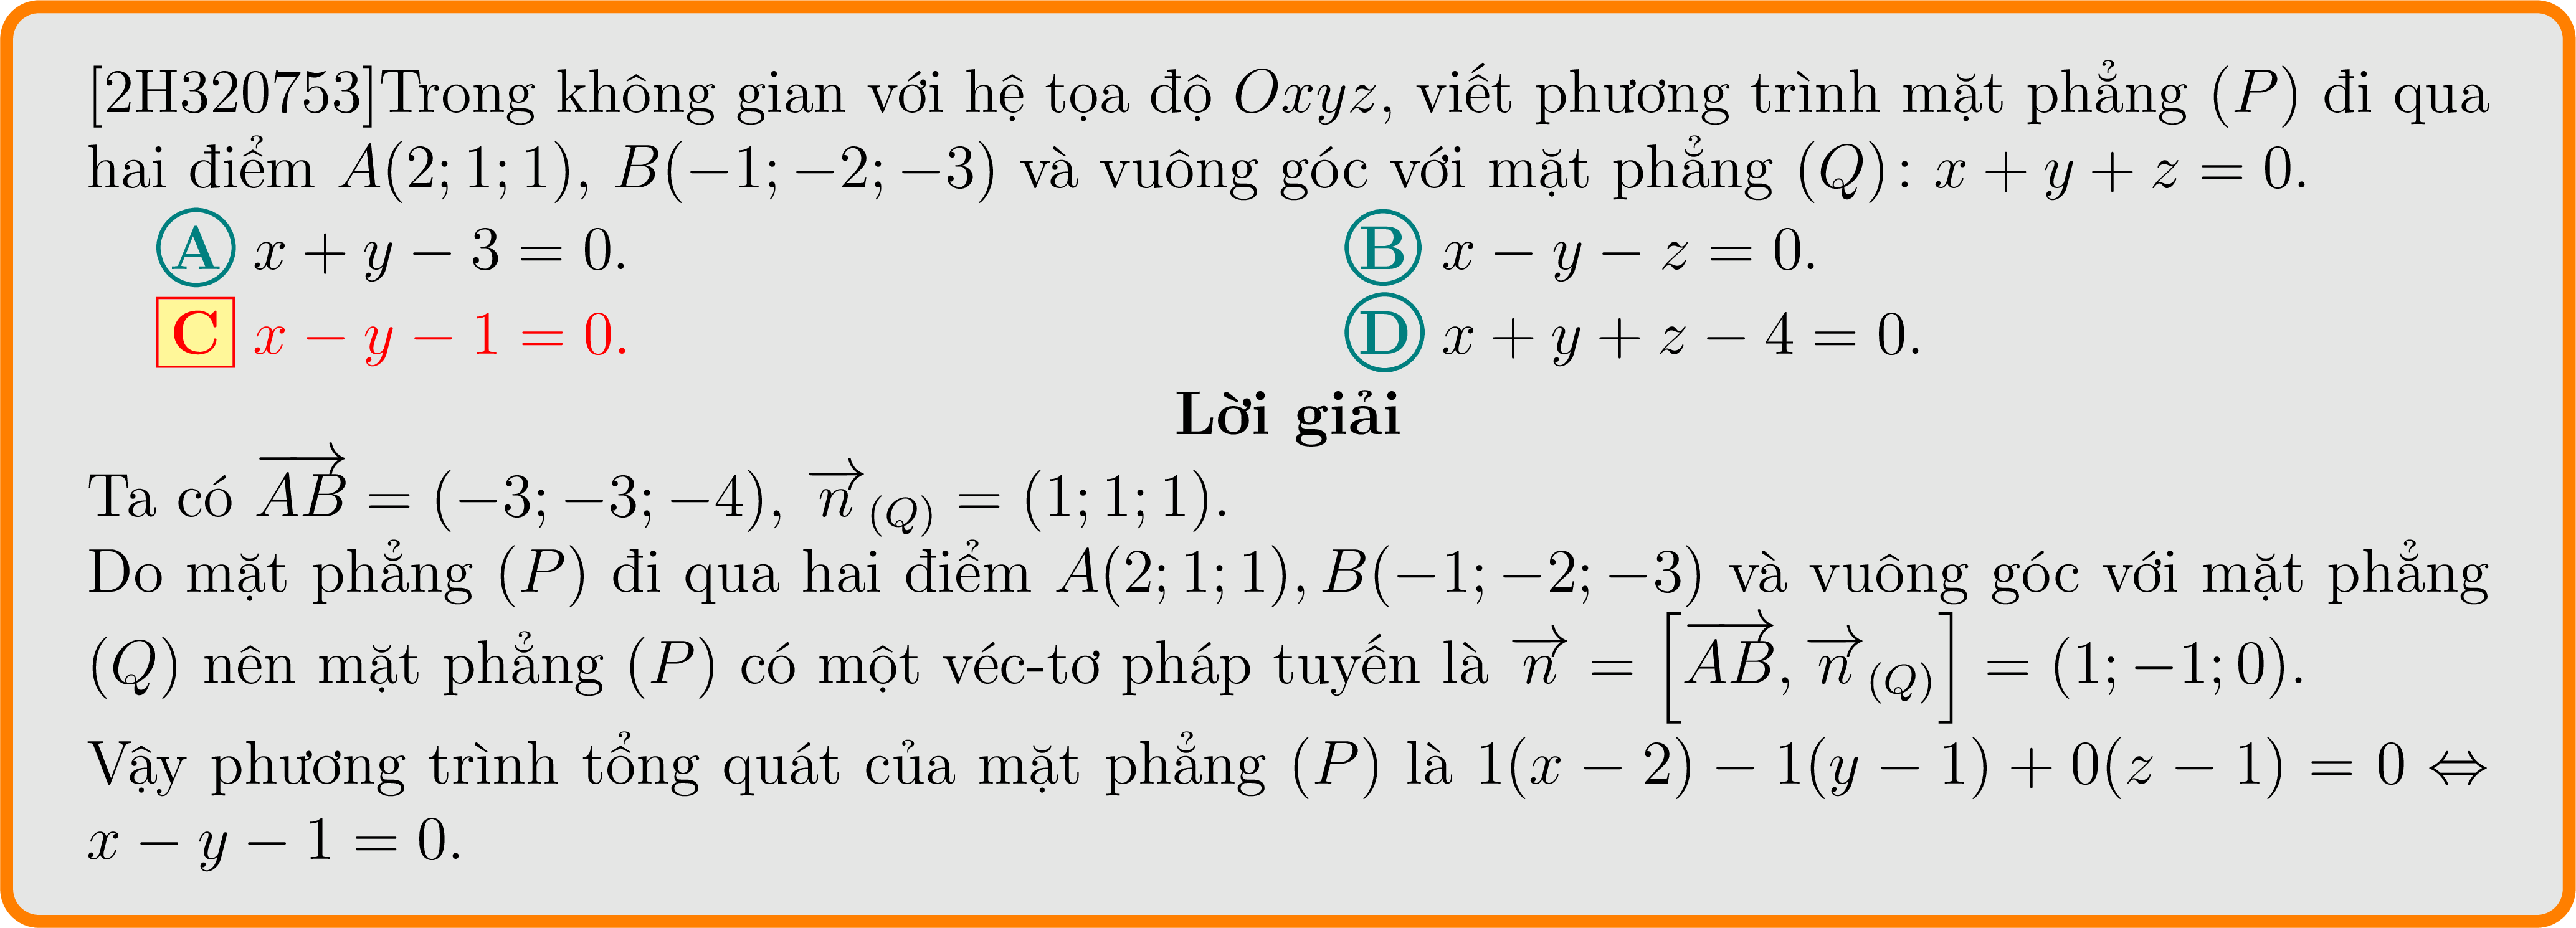 [2H320753]Trong không gian với hệ tọa độ Oxyz, viết phương trình mặt phẳng (P) đi qua
hai điểm A(2; 1; 1), B(−1; −2; −3) và vuông góc với mặt phẳng (Q): x + y + z = 0.
A x + y − 3 = 0. B x − y − z = 0.
C x − y − 1 = 0. D x + y + z − 4 = 0.
Lời giải
Ta có \overrightarrow{AB} = (−3; −3; −4), \overrightarrow{n}_{(Q)} = (1; 1; 1).
Do mặt phẳng (P) đi qua hai điểm A(2; 1; 1), B(−1; −2; −3) và vuông góc với mặt phẳng
(Q) nên mặt phẳng (P) có một véc-tơ pháp tuyến là \overrightarrow{n} = [\overrightarrow{AB}, \overrightarrow{n}_{(Q)}] = (1; −1; 0).
Vậy phương trình tổng quát của mặt phẳng (P) là 1(x − 2) − 1(y − 1) + 0(z − 1) = 0 ⇔
x − y − 1 = 0.